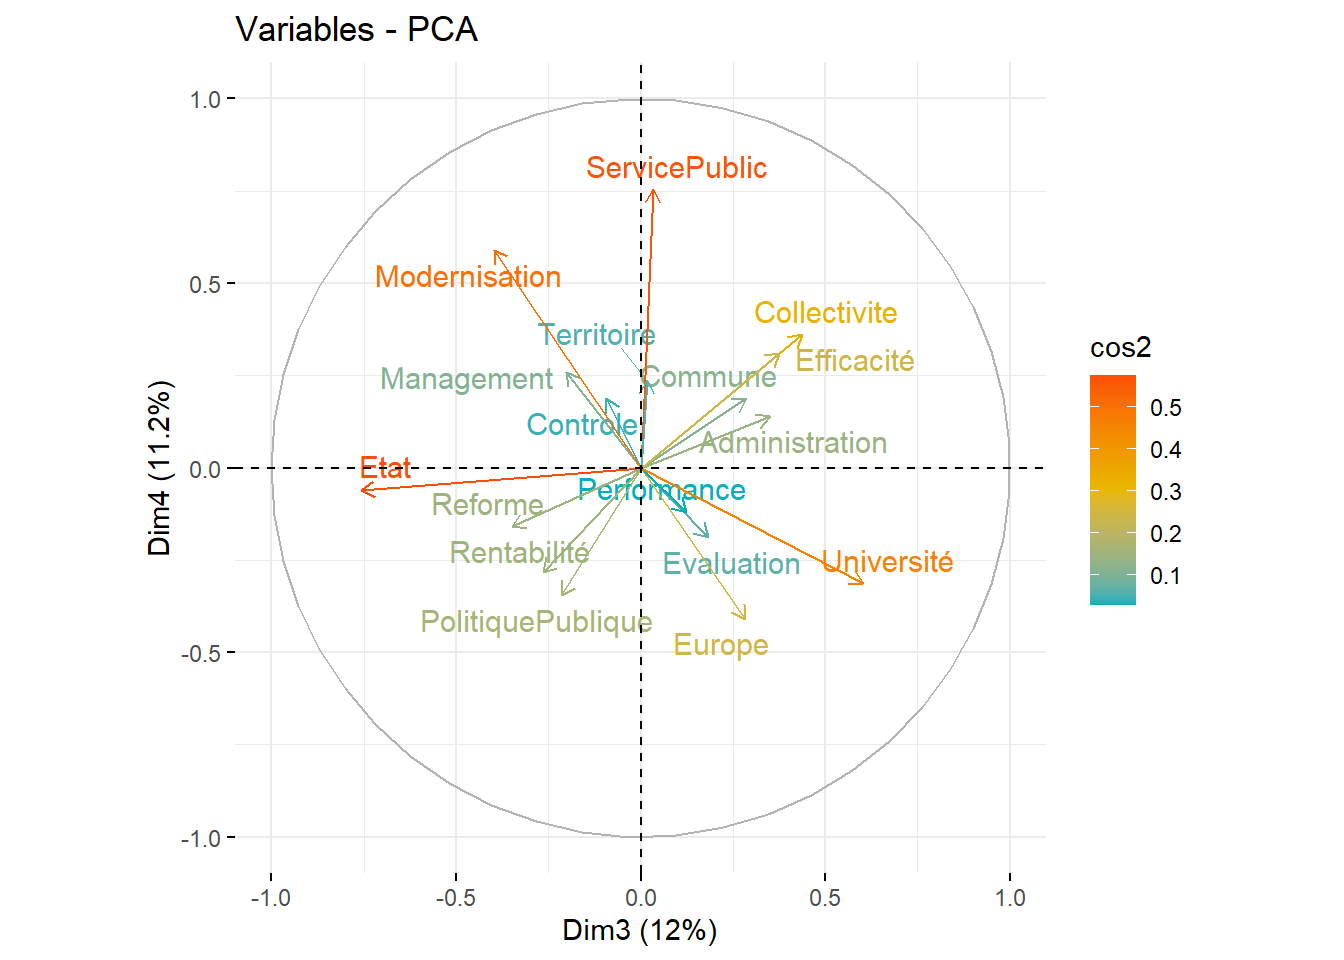 Variables - PCA
1.0
0.5
0.0
-0.5
-1.0
Dim4 (11.2%)
ServicePublic
Modernisation
Collectivite
Territoire
Efficacité
Management
Commune
Controle
Administration
Etat
Performance
Reforme
Rentabilité
Evaluation
Université
PolitiquePublique
Europe
-1.0
-0.5
0.0
0.5
1.0
Dim3 (12%)
cos2
0.5
0.4
0.3
0.2
0.1